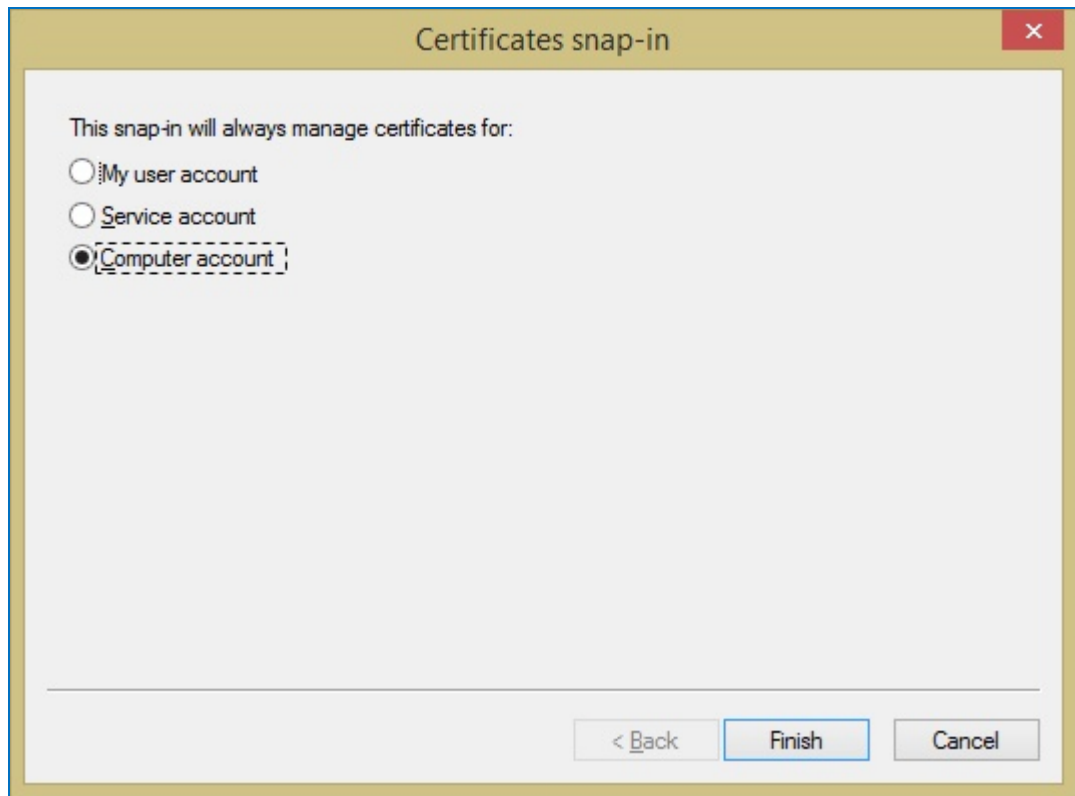 Certificates snap-in
This snap-in will always manage certificates for:
My user account
Service account
Computer account
< Back
Finish
Cancel